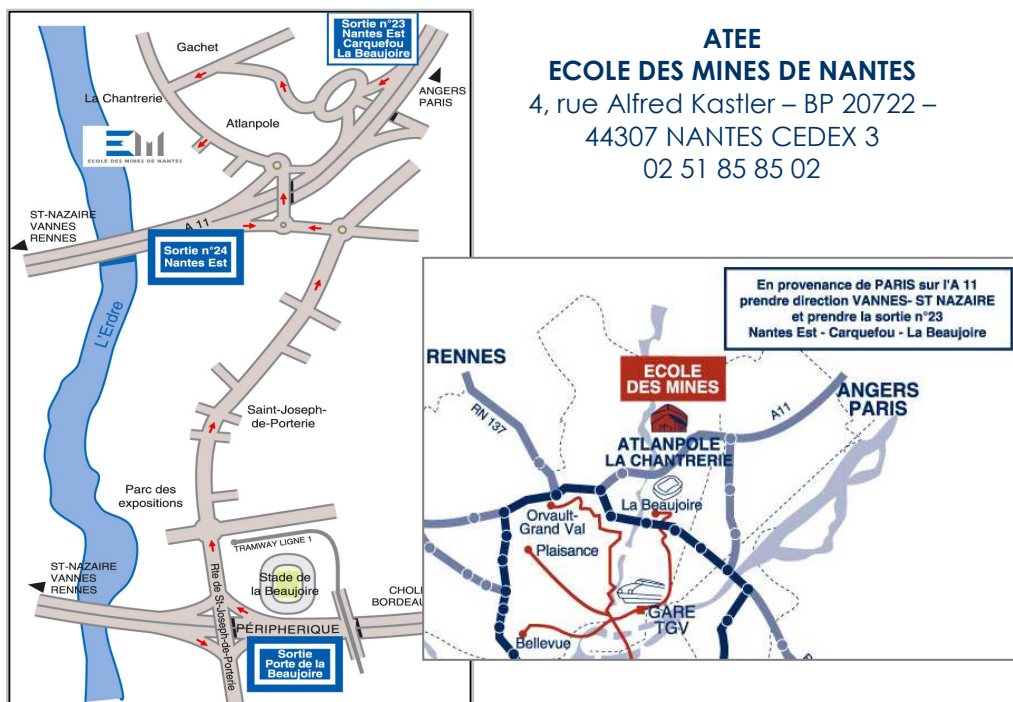 ATEE
ECOLE DES MINES DE NANTES
4, rue Alfred Kastler – BP 20722 –
44307 NANTES CEDEX 3
02 51 85 85 02
Sortie n°23
Nantes Est
Carquefou
La Beaujoire
Gachet
ANGERS
PARIS
La Chantrerie
Atlanpole
EM
ECOLE DES MINES DE NANTES
ST-NAZAIRE
VANNES
RENNES
A 11
Sortie n°24
Nantes Est
L'Erdre
Saint-Joseph-
de-Porterie
Parc des
expositions
TRAMWAY LIGNE 1
Stade de
la Beaujoire
ST-NAZAIRE
VANNES
RENNES
Rte de St-Joseph-de-Porterie
PÉRIPHERIQUE
Sortie
Porte de la
Beaujoire
En provenance de PARIS sur l'A 11
prendre direction VANNES- ST NAZAIRE
et prendre la sortie n°23
Nantes Est - Carquefou - La Beaujoire
RENNES
RN 137
ECOLE
DES MINES
ANGERS
PARIS
A11
ATLANPOLE
LA CHANTRERIE
La Beaujoire
Orvault-
Grand Val
Plaisance
GARE
TGV
Bellevue